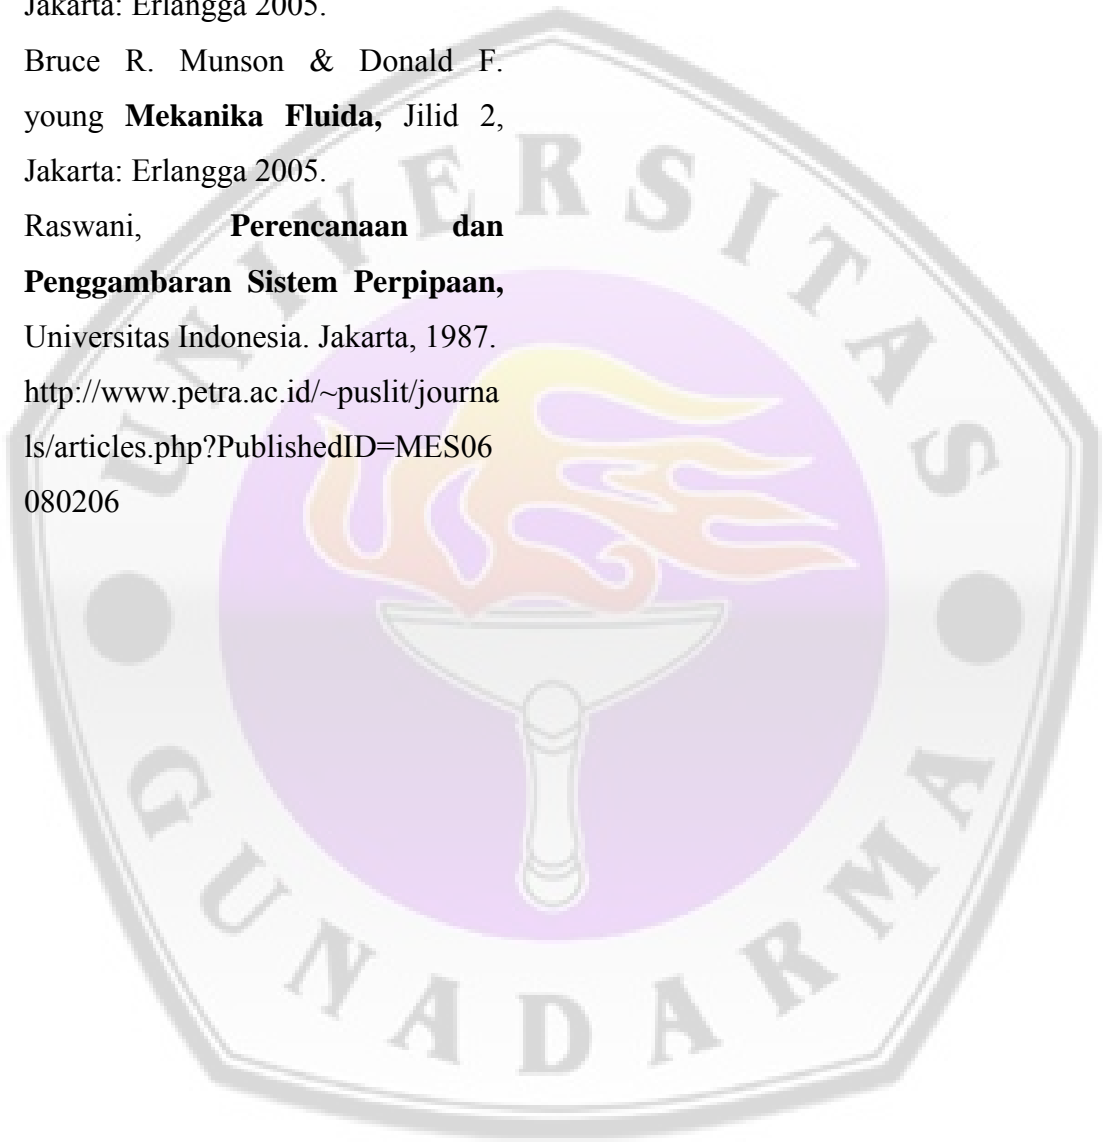 Jakarta: Erlangga 2005.
Bruce R. Munson & Donald F.
young Mekanika Fluida, Jilid 2,
Jakarta: Erlangga 2005.
Raswani, Perencanaan dan
Penggambaran Sistem Perpipaan,
Universitas Indonesia. Jakarta, 1987.
http://www.petra.ac.id/~puslit/journa
ls/articles.php?PublishedID=MES06
080206
UNIVERSITAS
GUNADARMA